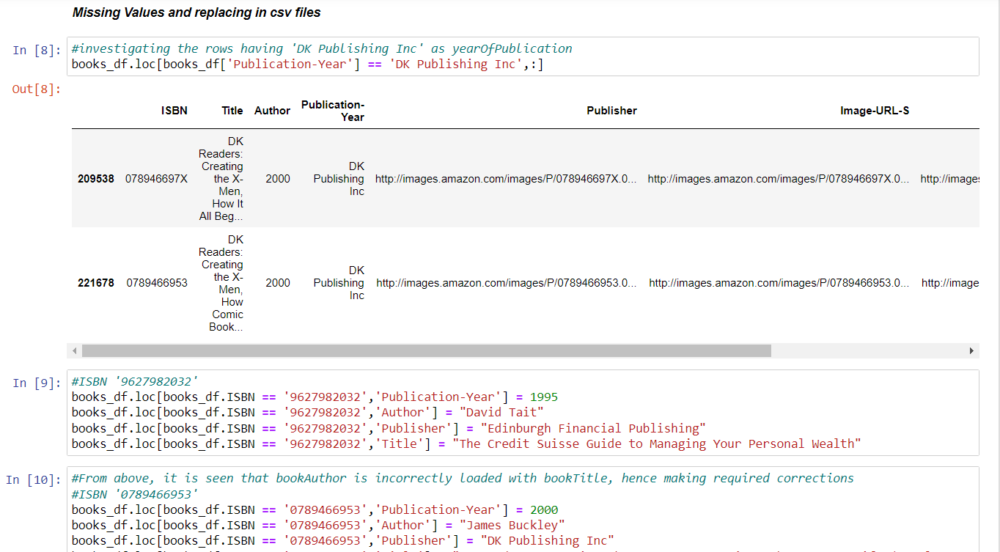 Missing Values and replacing in csv files
In [8]:
#investigating the rows having 'DK Publishing Inc' as yearOfPublication
books_df.loc[books_df['Publication-Year'] == 'DK Publishing Inc',:]
Out[8]:
ISBN Title Author Publication-Year Publisher Image-URL-S
209538 078946697X DK Readers: Creating the X-Men, How It All Beg... 2000 DK Publishing Inc http://images.amazon.com/images/P/078946697X.0... http://images.amazon.com/images/P/078946697X.0... http://images
221678 0789466953 DK Readers: Creating the X-Men, How Comic Book... 2000 DK Publishing Inc http://images.amazon.com/images/P/0789466953.0... http://images.amazon.com/images/P/0789466953.0... http://image
In [9]:
#ISBN '9627982032'
books_df.loc[books_df.ISBN == '9627982032','Publication-Year'] = 1995
books_df.loc[books_df.ISBN == '9627982032','Author'] = "David Tait"
books_df.loc[books_df.ISBN == '9627982032','Publisher'] = "Edinburgh Financial Publishing"
books_df.loc[books_df.ISBN == '9627982032','Title'] = "The Credit Suisse Guide to Managing Your Personal Wealth"
In [10]:
#From above, it is seen that bookAuthor is incorrectly loaded with bookTitle, hence making required corrections
#ISBN '0789466953'
books_df.loc[books_df.ISBN == '0789466953','Publication-Year'] = 2000
books_df.loc[books_df.ISBN == '0789466953','Author'] = "James Buckley"
books_df.loc[books_df.ISBN == '0789466953','Publisher'] = "DK Publishing Inc"